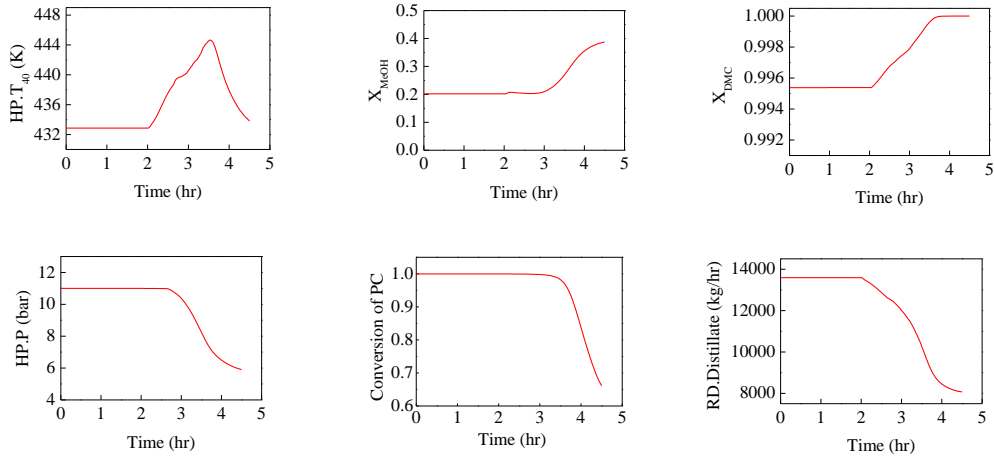 HP.T40 (K)
448
444
440
436
432
0 1 2 3 4 5
Time (hr)
XMeOH
0.5
0.4
0.3
0.2
0.1
0.0
0 1 2 3 4 5
Time (hr)
XDMC
1.000
0.998
0.996
0.994
0.992
0 1 2 3 4 5
Time (hr)
HP.P (bar)
12
10
8
6
4
0 1 2 3 4 5
Time (hr)
Conversion of PC
1.0
0.9
0.8
0.7
0.6
0 1 2 3 4 5
Time (hr)
RD.Distillate (kg/hr)
14000
12000
10000
8000
0 1 2 3 4 5
Time (hr)